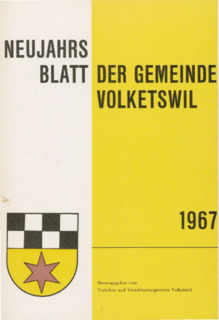 NEUJAHRS
BLATT DER GEMEINDE
VOLKETSWIL
1967
Herausgegeben vom
Verkehrs- und Verschönerungsverein Volketswil